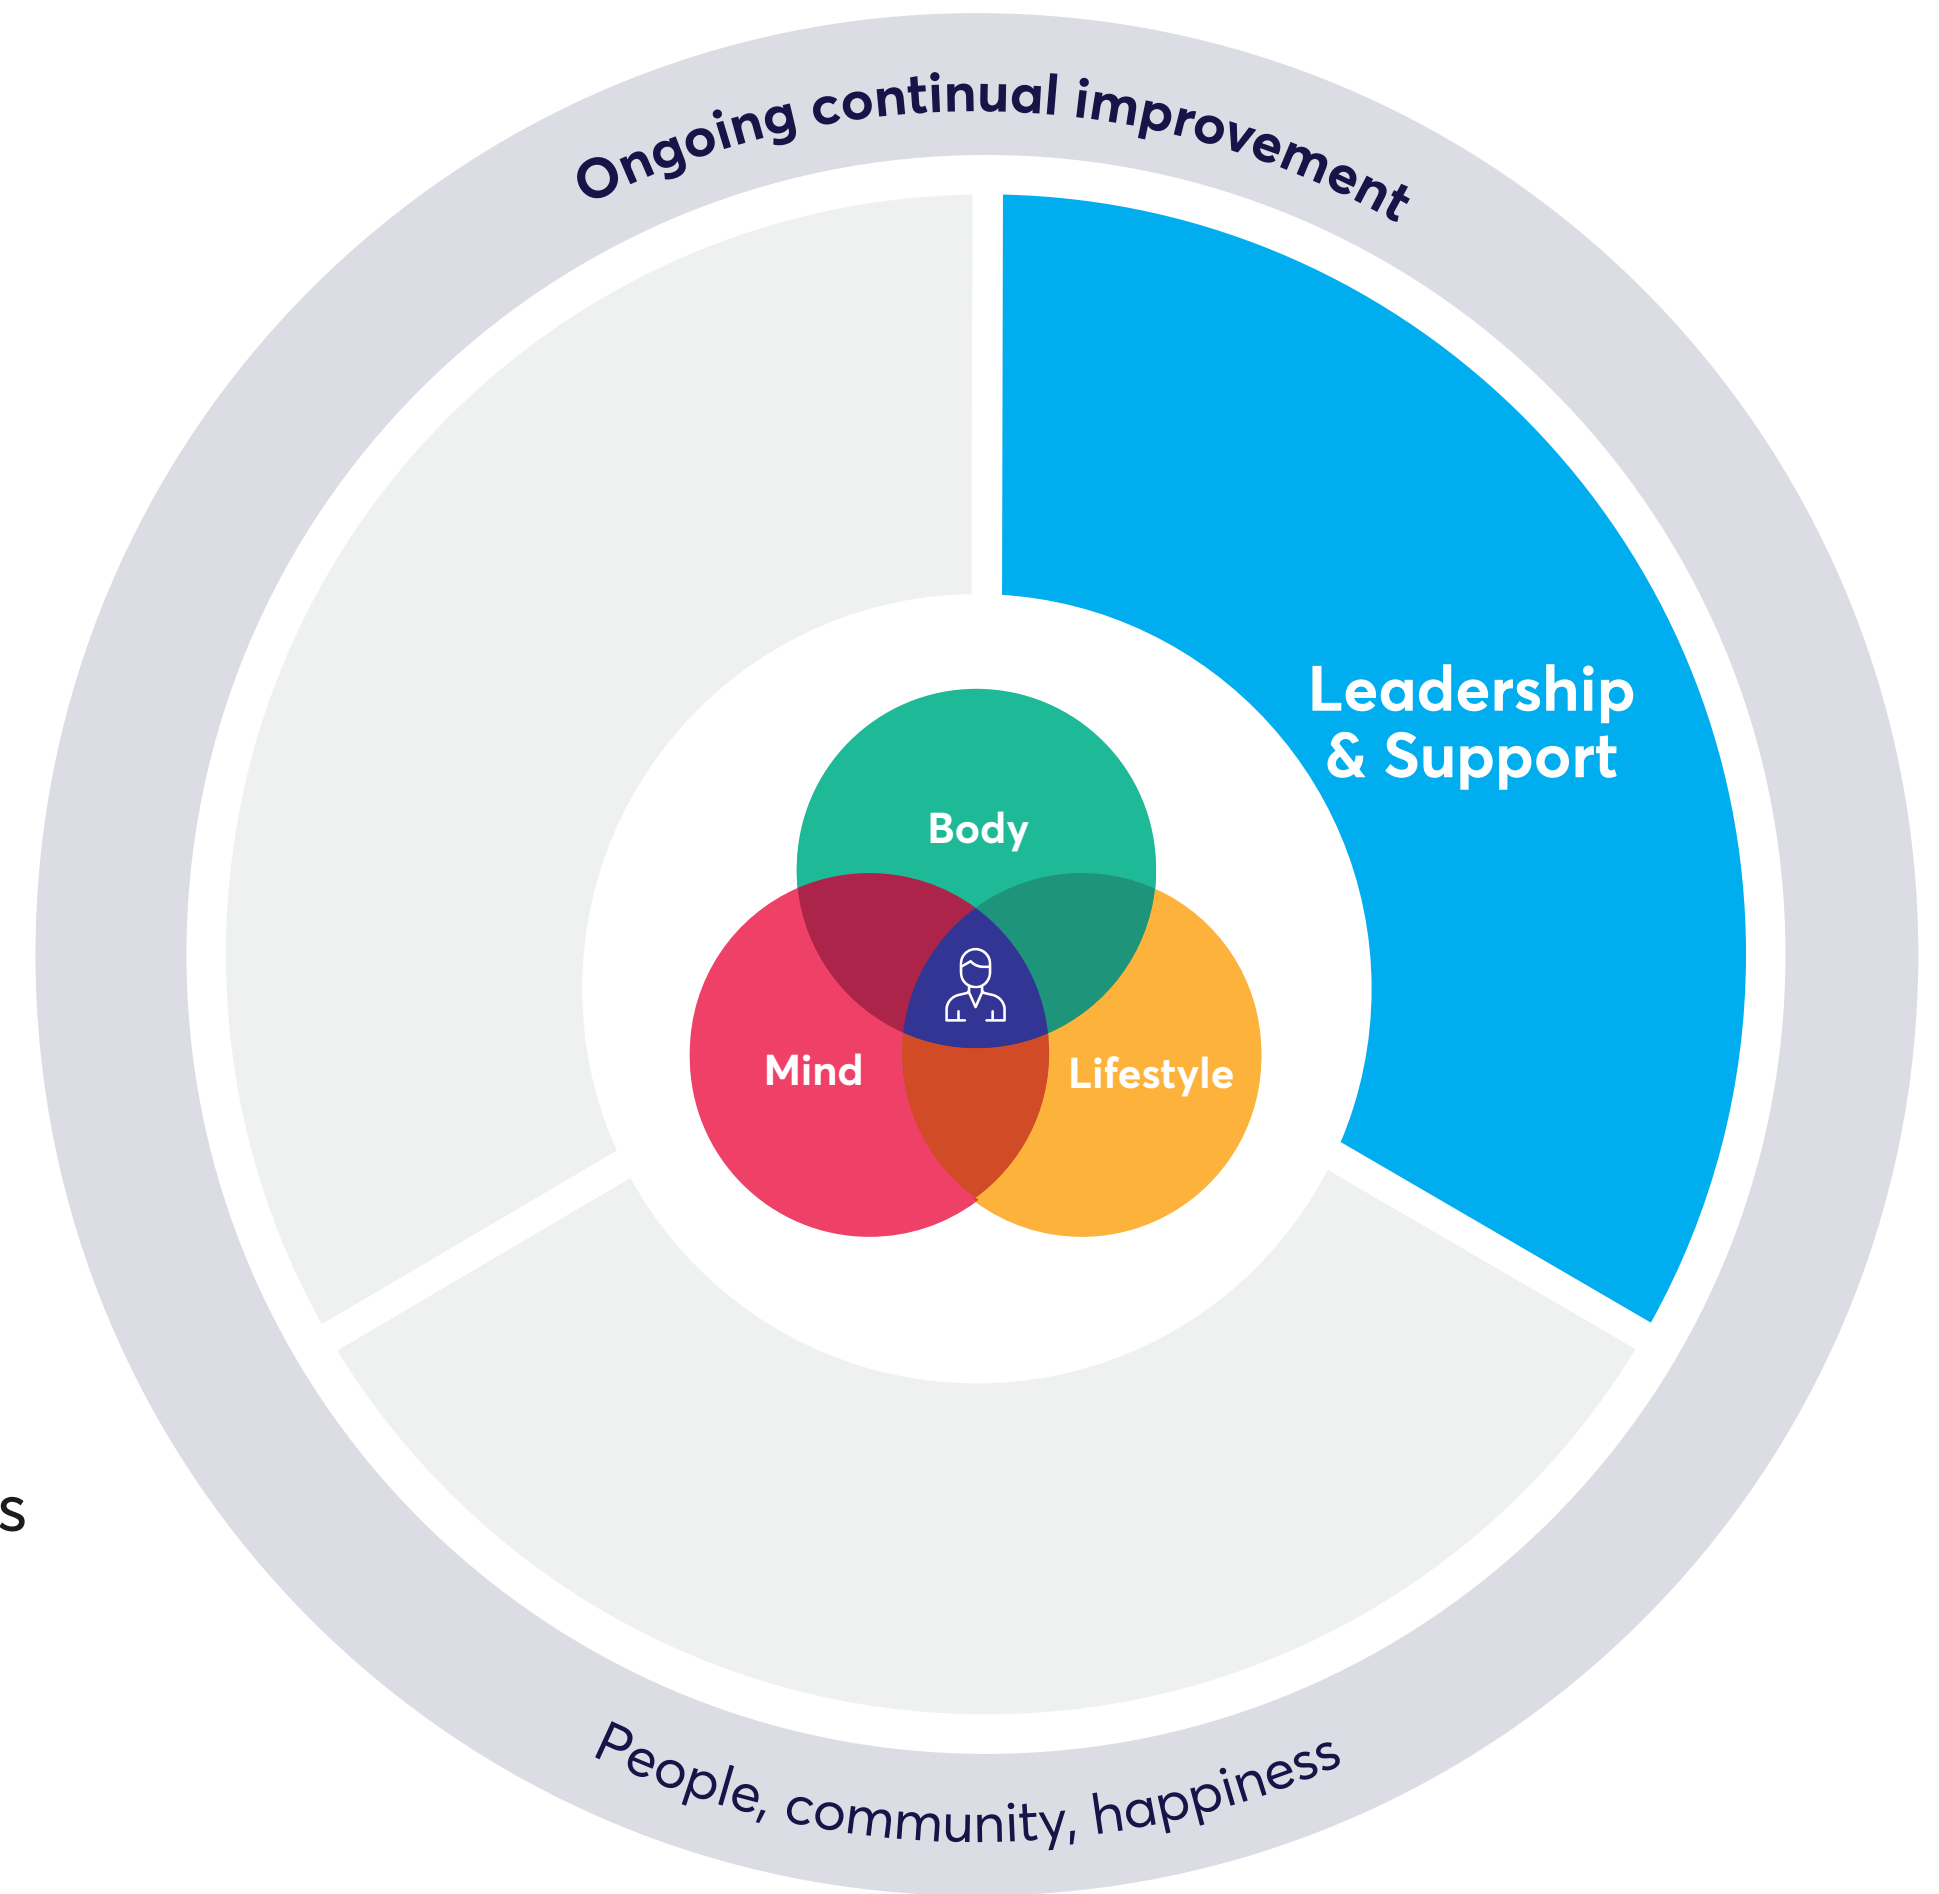 Ongoing continual improvement
Leadership
& Support
Body
Mind
Lifestyle
s
People, community, happiness